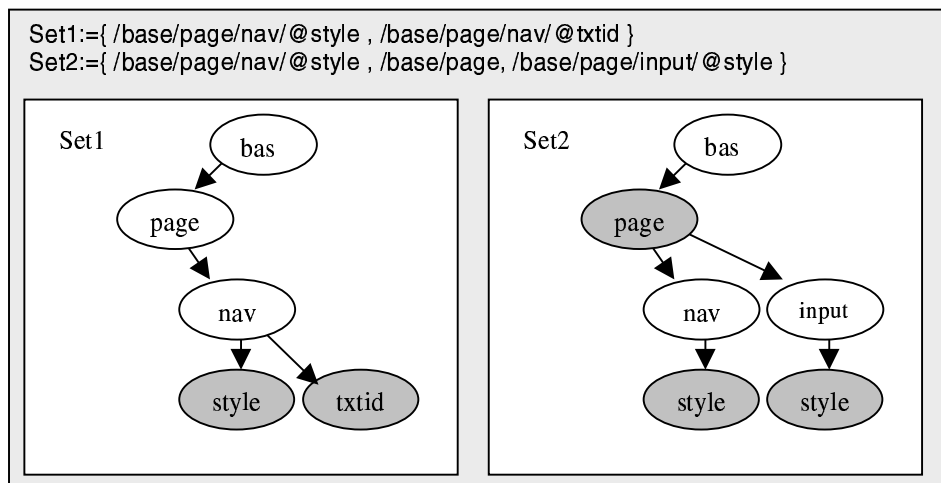 Set1:={ /base/page/nav/@style , /base/page/nav/@txtid }
Set2:={ /base/page/nav/@style , /base/page, /base/page/input/@style }
Set1
bas
page
nav
style
txtid
Set2
bas
page
nav
input
style
style